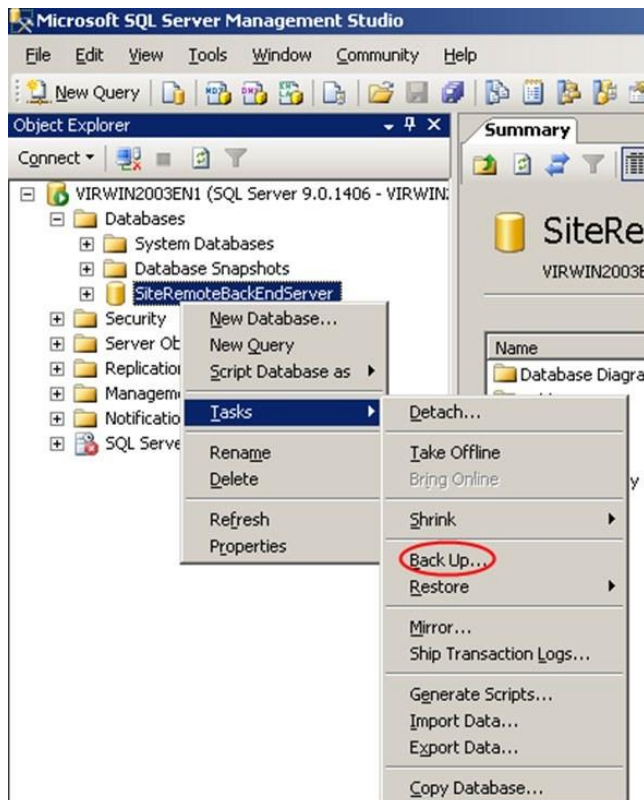 Microsoft SQL Server Management Studio
File Edit View Tools Window Community Help
New Query
Object Explorer
Summary
Connect
VIRWIN2003EN1 (SQL Server 9.0.1406 - VIRWIN
Databases
System Databases
Database Snapshots
SiteRemoteBackEndServer
Security
Server Ob
Replication
Managem
Notificatio
SQL Serve
SiteRe
VIRWIN2003E
Name
Database Diagra
New Database...
New Query
Script Database as
Tasks
Rename
Delete
Refresh
Properties
Detach...
Take Offline
Bring Online
Shrink
Back Up...
Restore
Mirror...
Ship Transaction Logs...
Generate Scripts...
Import Data...
Export Data...
Copy Database...
y